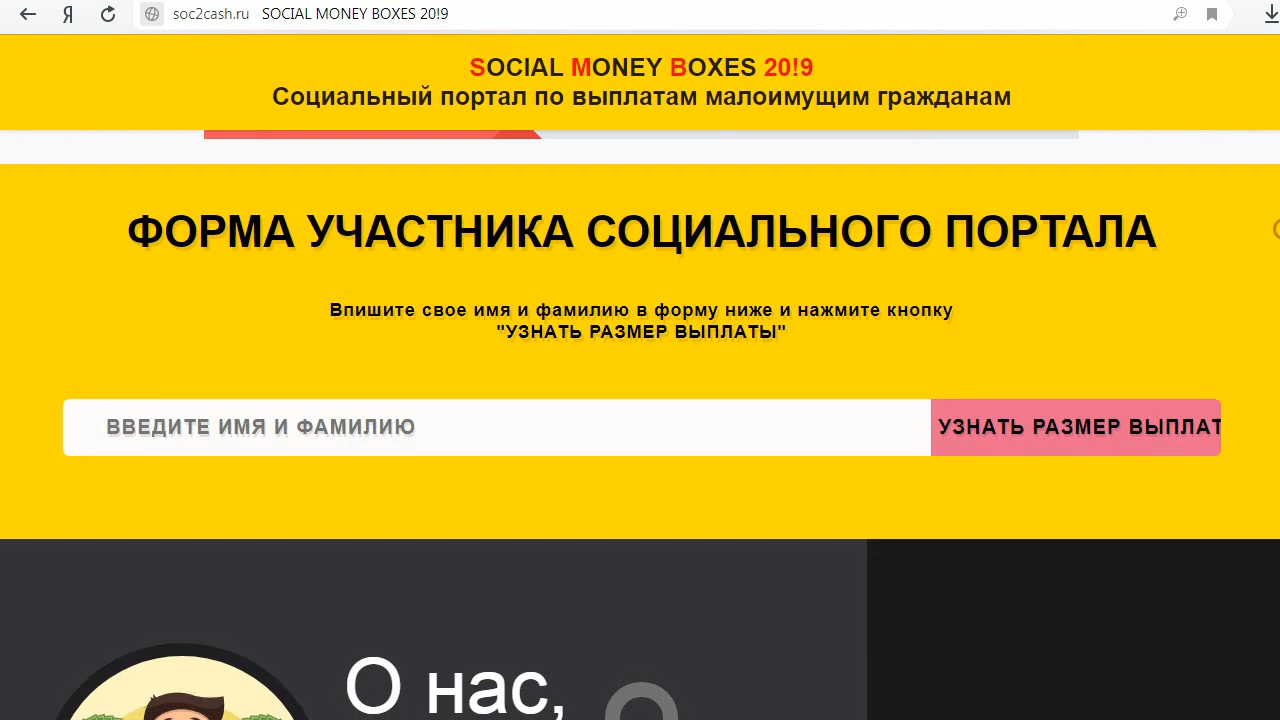 soc2cash.ru SOCIAL MONEY BOXES 20!9
SOCIAL MONEY BOXES 20!9
Социальный портал по выплатам малоимущим гражданам
ФОРМА УЧАСТНИКА СОЦИАЛЬНОГО ПОРТАЛА
Впишите свое имя и фамилию в форму ниже и нажмите кнопку
"УЗНАТЬ РАЗМЕР ВЫПЛАТЫ"
ВВЕДИТЕ ИМЯ И ФАМИЛИЮ
УЗНАТЬ РАЗМЕР ВЫПЛАТ
О нас,